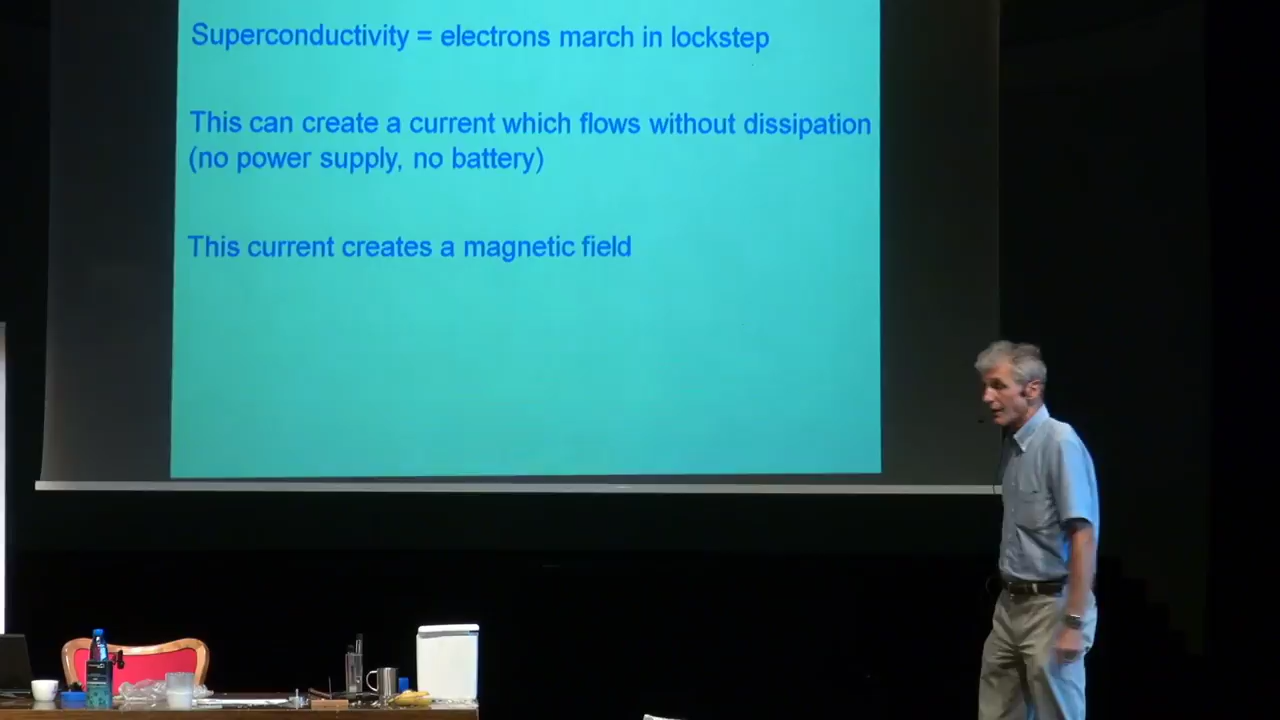 Superconductivity = electrons march in lockstep
This can create a current which flows without dissipation
(no power supply, no battery)
This current creates a magnetic field